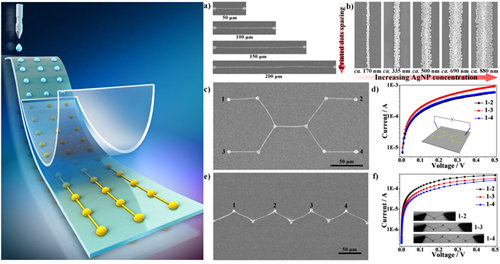 a)
50 μm
100 μm
150 μm
200 μm
Printed dots spacing
b)
ca. 170 nm ca. 335 nm ca. 500 nm ca. 690 nm ca. 880 nm
Increasing AgNP concentration
c)
1 2
3 4
50 μm
d)
Current / A
1E-3
1E-4
1E-5
1-2
1-3
1-4
0.0 0.1 0.2 0.3 0.4 0.5
Voltage / V
e)
1 2 3 4
50 μm
f)
Current / A
1E-4
1E-5
1E-6
1-2
1-3
1-4
1-2
1-3
1-4
0.0 0.1 0.2 0.3 0.4 0.5
Voltage / V